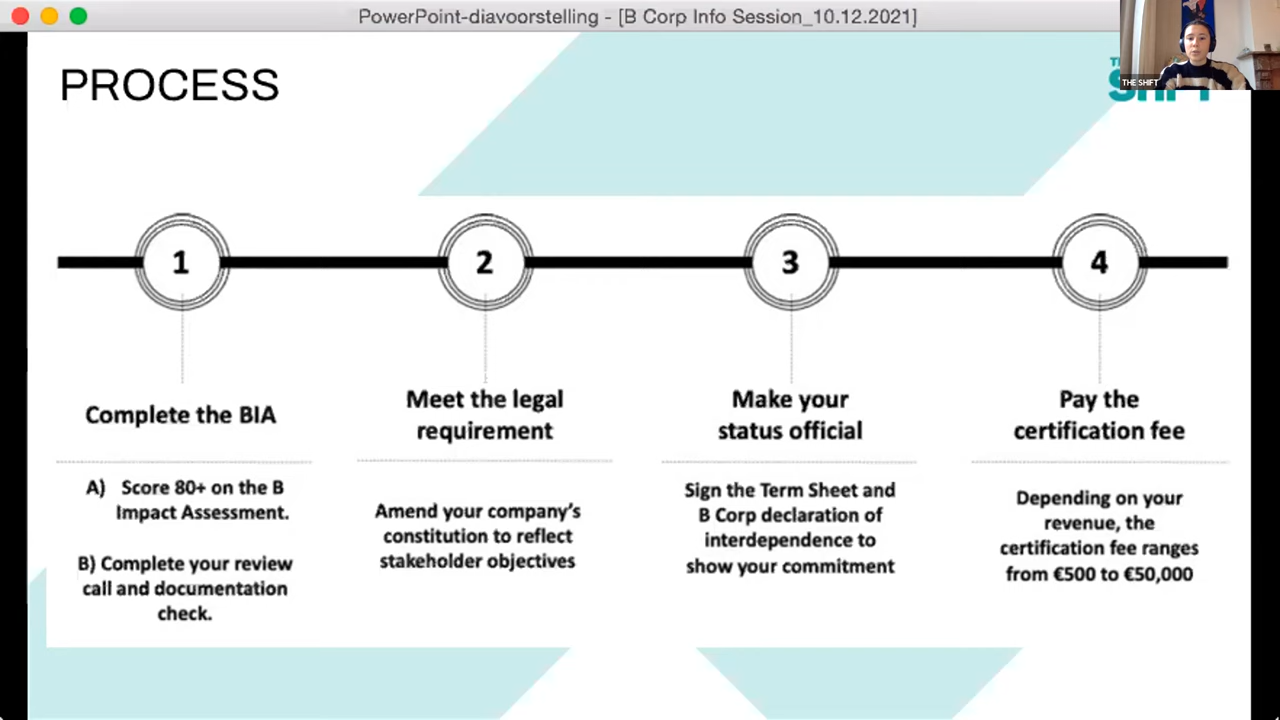 PowerPoint-diavoorstelling - [B Corp Info Session_10.12.2021]
PROCESS
THE SHIFT
1
2
3
4
Complete the BIA
A) Score 80+ on the B
Impact Assessment.
B) Complete your review
call and documentation
check.
Meet the legal
requirement
Amend your company’s
constitution to reflect
stakeholder objectives
Make your
status official
Sign the Term Sheet and
B Corp declaration of
interdependence to
show your commitment
Pay the
certification fee
Depending on your
revenue, the
certification fee ranges
from €500 to €50,000